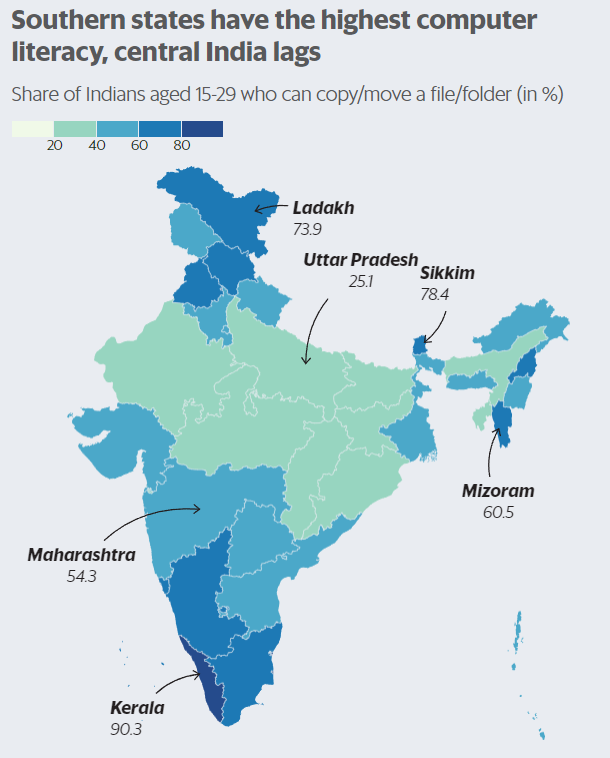 Southern states have the highest computer
literacy, central India lags
Share of Indians aged 15-29 who can copy/move a file/folder (in %)
20 40 60 80
Ladakh
73.9
Uttar Pradesh
25.1
Sikkim
78.4
Mizoram
60.5
Maharashtra
54.3
Kerala
90.3